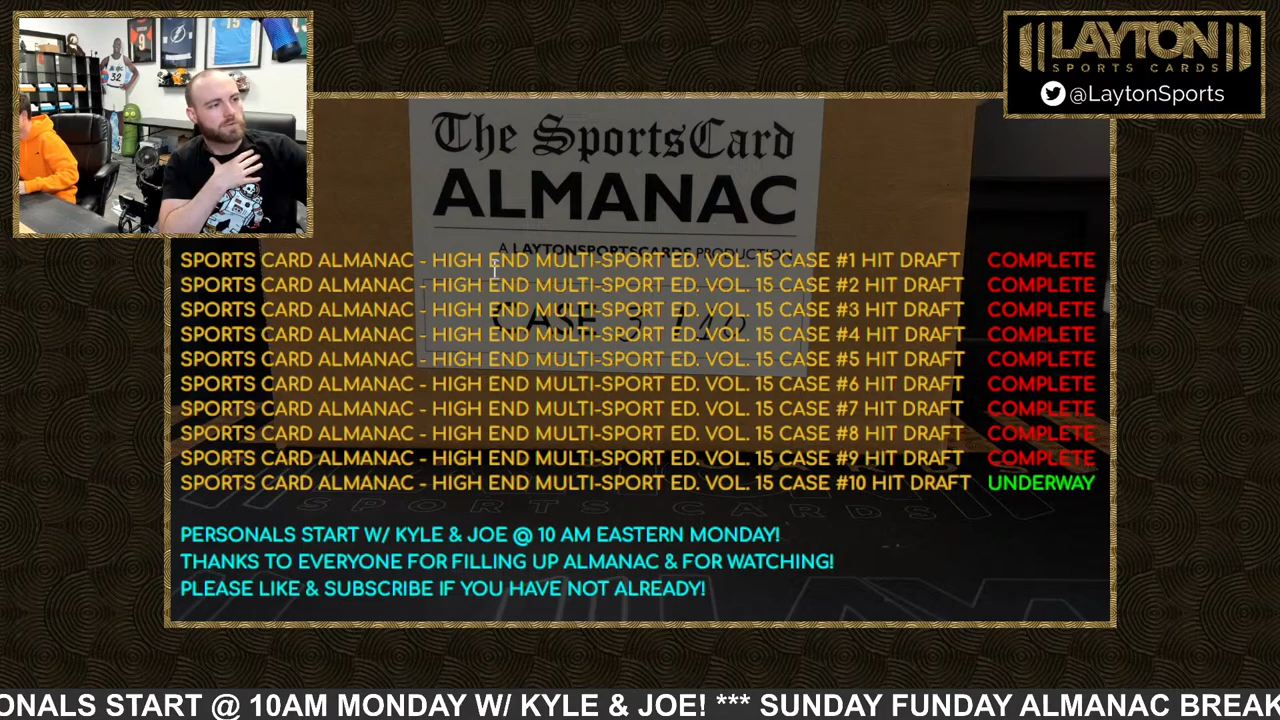 LAYTON
SPORTS CARDS
@LaytonSports
32
9
15
The SportsCard
ALMANAC
A LAYTONSPORTSCARDS PRODUCTION
SPORTS CARD ALMANAC - HIGH END MULTI-SPORT ED. VOL. 15 CASE #1 HIT DRAFT COMPLETE
SPORTS CARD ALMANAC - HIGH END MULTI-SPORT ED. VOL. 15 CASE #2 HIT DRAFT COMPLETE
SPORTS CARD ALMANAC - HIGH END MULTI-SPORT ED. VOL. 15 CASE #3 HIT DRAFT COMPLETE
SPORTS CARD ALMANAC - HIGH END MULTI-SPORT ED. VOL. 15 CASE #4 HIT DRAFT COMPLETE
SPORTS CARD ALMANAC - HIGH END MULTI-SPORT ED. VOL. 15 CASE #5 HIT DRAFT COMPLETE
SPORTS CARD ALMANAC - HIGH END MULTI-SPORT ED. VOL. 15 CASE #6 HIT DRAFT COMPLETE
SPORTS CARD ALMANAC - HIGH END MULTI-SPORT ED. VOL. 15 CASE #7 HIT DRAFT COMPLETE
SPORTS CARD ALMANAC - HIGH END MULTI-SPORT ED. VOL. 15 CASE #8 HIT DRAFT COMPLETE
SPORTS CARD ALMANAC - HIGH END MULTI-SPORT ED. VOL. 15 CASE #9 HIT DRAFT COMPLETE
SPORTS CARD ALMANAC - HIGH END MULTI-SPORT ED. VOL. 15 CASE #10 HIT DRAFT UNDERWAY
CASE
SPORTS CARDS
PERSONALS START W/ KYLE & JOE @ 10 AM EASTERN MONDAY!
THANKS TO EVERYONE FOR FILLING UP ALMANAC & FOR WATCHING!
PLEASE LIKE & SUBSCRIBE IF YOU HAVE NOT ALREADY!
ONALS START @ 10AM MONDAY W/ KYLE & JOE! *** SUNDAY FUNDAY ALMANAC BREAK